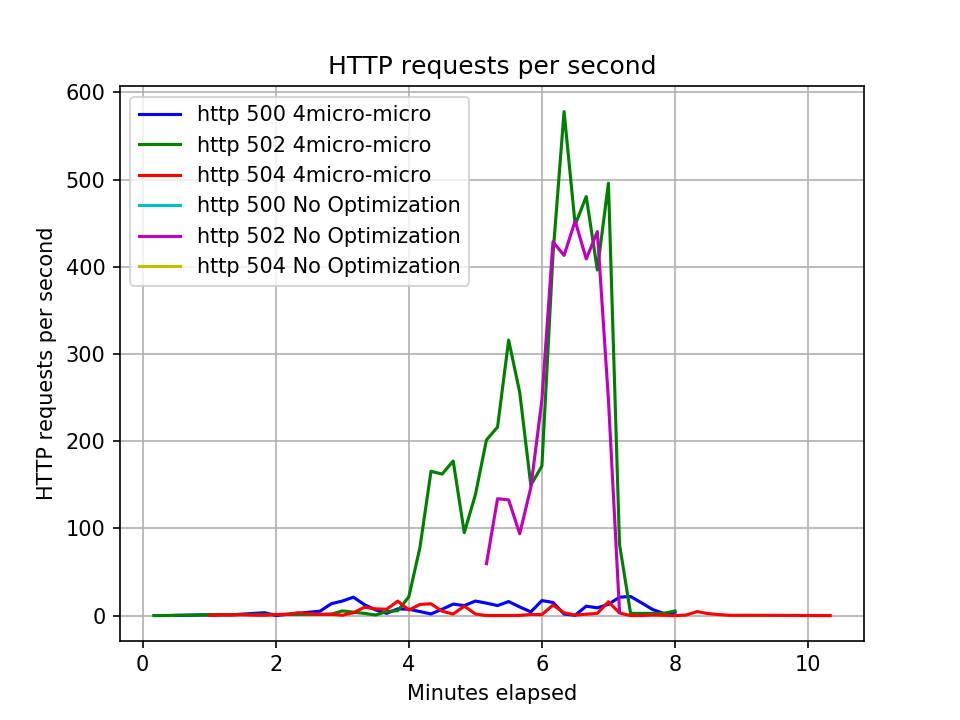 HTTP requests per second
600
500
400
300
200
100
0
HTTP requests per second
http 500 4micro-micro
http 502 4micro-micro
http 504 4micro-micro
http 500 No Optimization
http 502 No Optimization
http 504 No Optimization
0 2 4 6 8 10
Minutes elapsed